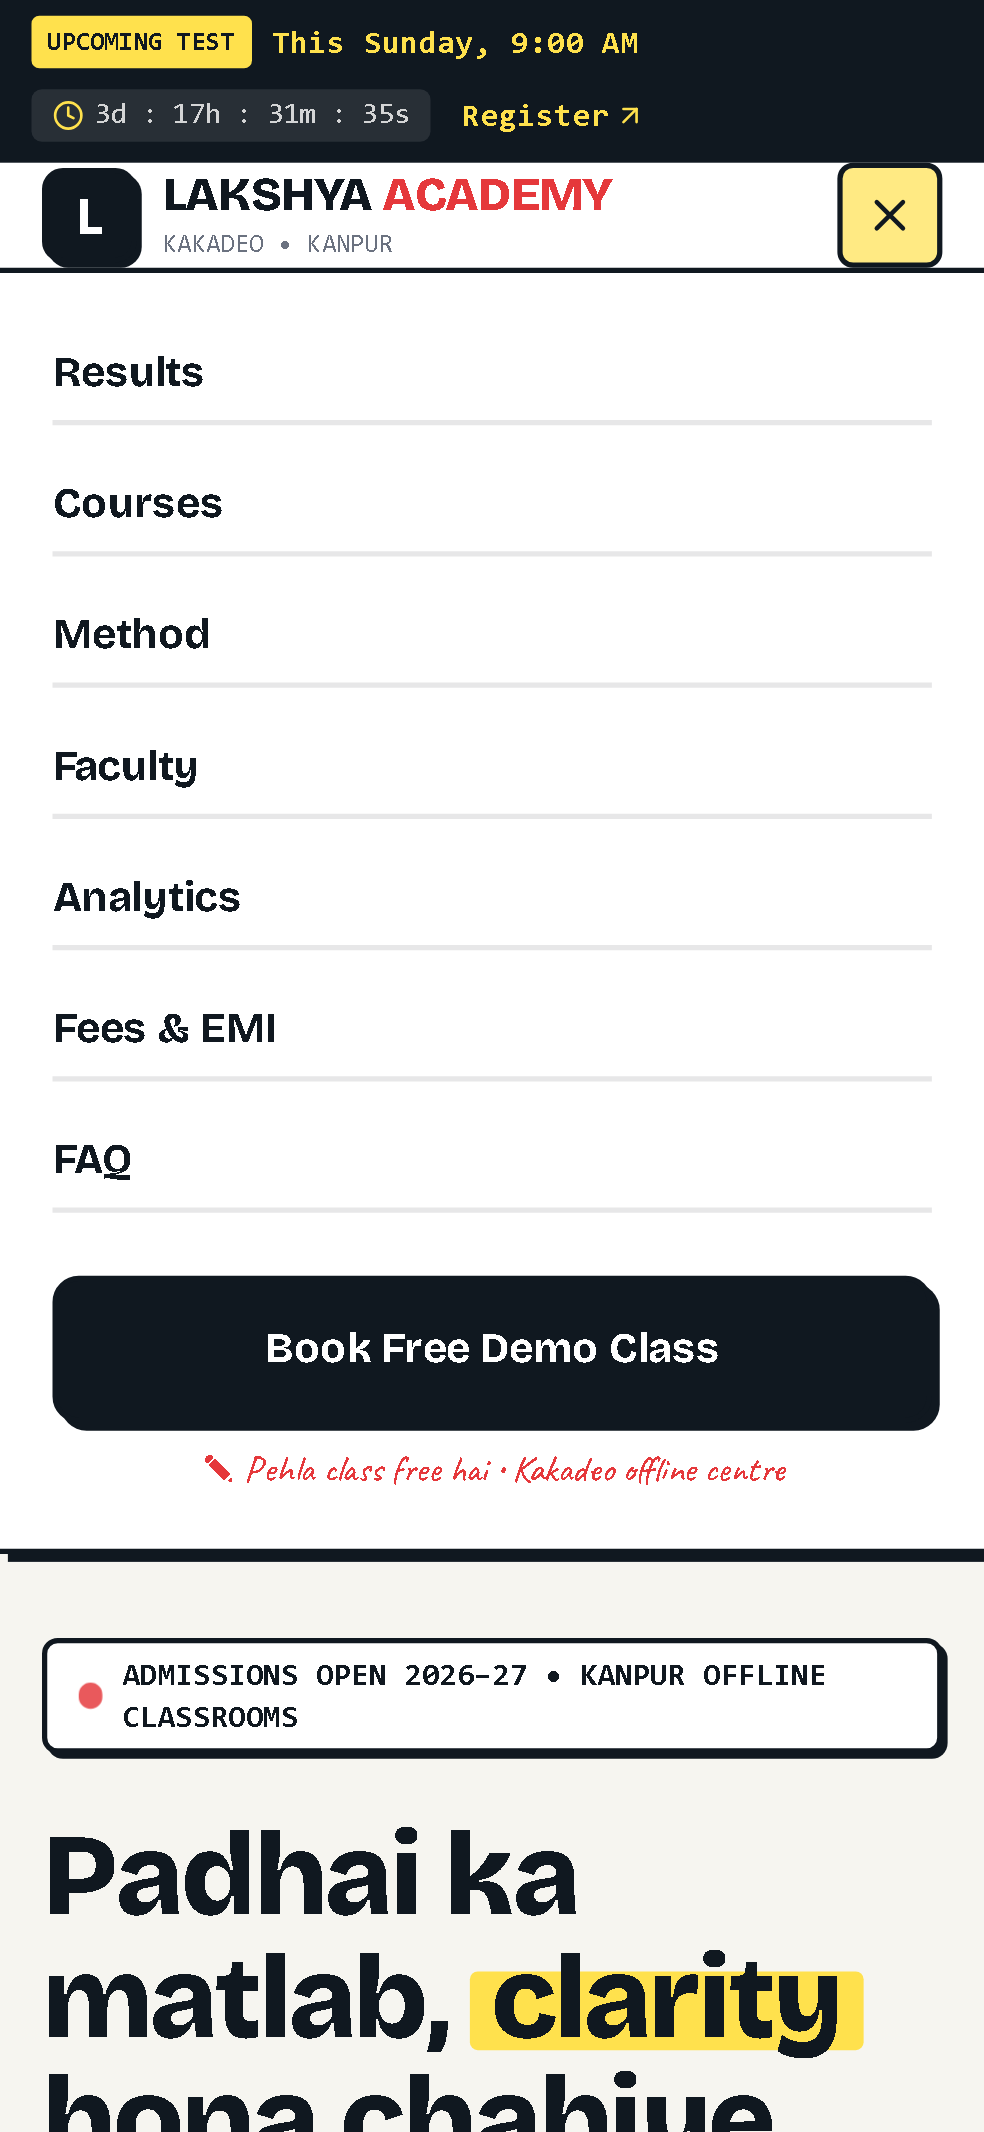 UPCOMING TEST This Sunday, 9:00 AM
3d : 17h : 31m : 35s Register
L
LAKSHYA ACADEMY
KAKADEO • KANPUR
Results
Courses
Method
Faculty
Analytics
Fees & EMI
FAQ
Book Free Demo Class
Pehla class free hai • Kakadeo offline centre
ADMISSIONS OPEN 2026–27 • KANPUR OFFLINE
CLASSROOMS
Padhai ka
matlab, clarity
hona chahiye